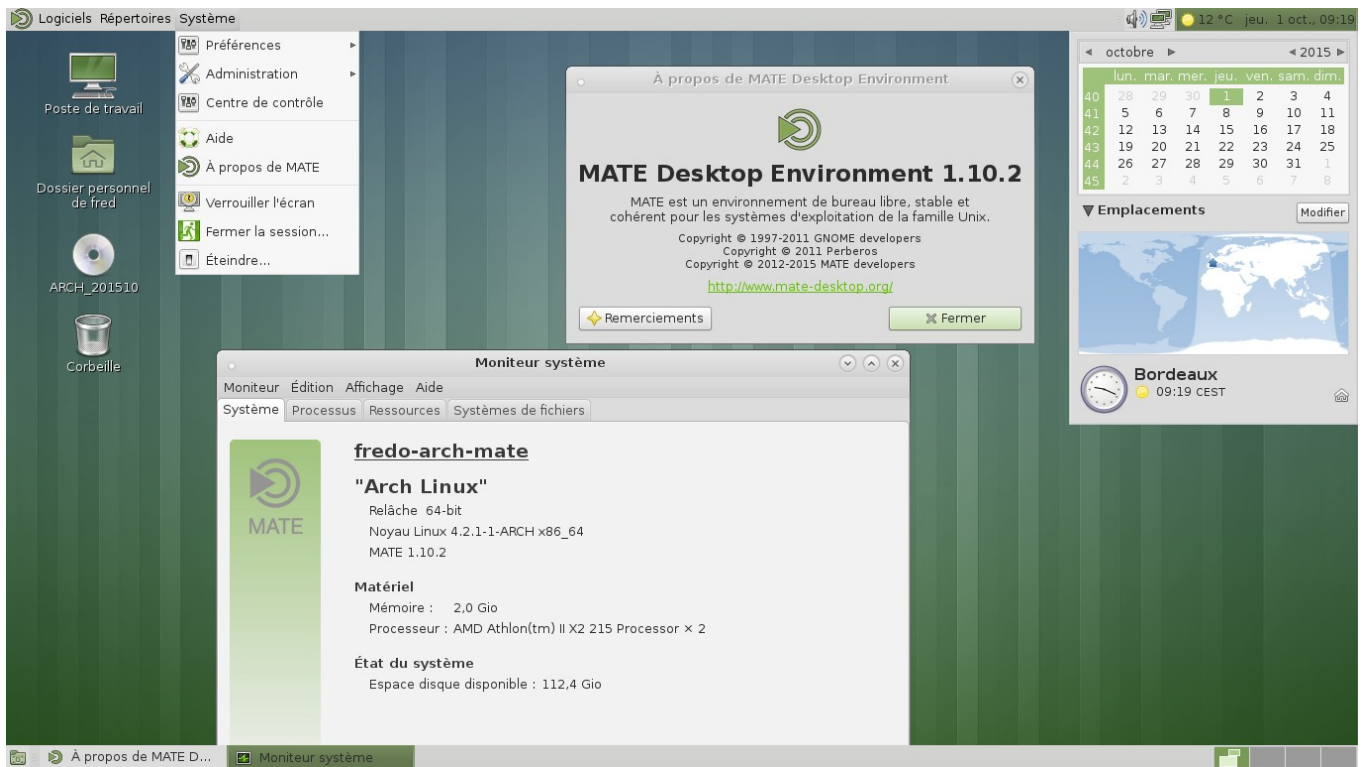 Logiciels Répertoires Système
12 °C jeu. 1 oct., 09:19
Poste de travail
Dossier personnel
de fred
ARCH_201510
Corbeille
Préférences
Administration
Centre de contrôle
Aide
À propos de MATE
Verrouiller l'écran
Fermer la session...
Éteindre...
À propos de MATE Desktop Environment
MATE Desktop Environment 1.10.2
MATE est un environnement de bureau libre, stable et
cohérent pour les systèmes d'exploitation de la famille Unix.
Copyright © 1997-2011 GNOME developers
Copyright © 2011 Perberos
Copyright © 2012-2015 MATE developers
http://www.mate-desktop.org/
Remerciements
Fermer
octobre 2015
lun. mar. mer. jeu. ven. sam. dim.
40 28 29 30 1 2 3 4
41 5 6 7 8 9 10 11
42 12 13 14 15 16 17 18
43 19 20 21 22 23 24 25
44 26 27 28 29 30 31 1
45 2 3 4 5 6 7 8
Emplacements
Modifier
Bordeaux
09:19 CEST
Moniteur système
Moniteur Édition Affichage Aide
Système Processus Ressources Systèmes de fichiers
MATE
fredo-arch-mate
"Arch Linux"
Relâche 64-bit
Noyau Linux 4.2.1-1-ARCH x86_64
MATE 1.10.2
Matériel
Mémoire : 2,0 Gio
Processeur : AMD Athlon(tm) II X2 215 Processor × 2
État du système
Espace disque disponible : 112,4 Gio
À propos de MATE D...
Moniteur système